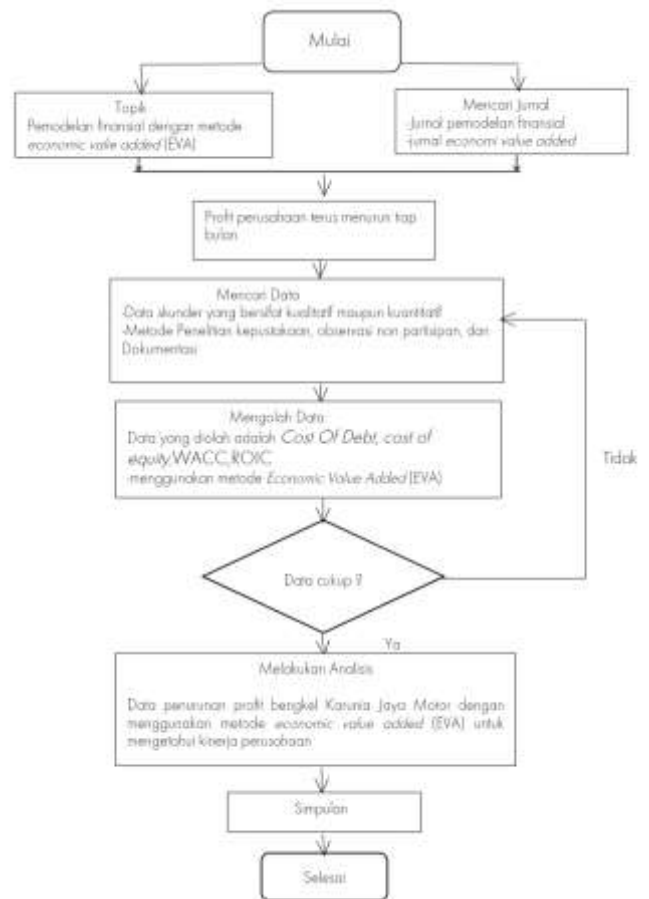 Mulai
Topik
Pemodelan finansial dengan metode
economic valie added (EVA)
Mencari Jurnal
-Jurnal pemodelan finansial
-jurnal economi value added
Profit perusahaan terus menurun tiap
bulan
Mencari Data
-Data skunder yang bersifat kualitatif maupun kuantitatif
-Metode Penelitian kepustakaan, observasi non partisipan, dan
Dokumentasi
Mengolah Data
Data yang diolah adalah Cost Of Debt, cost of
eiquity,WACC,ROIC
-menggunakan metode Economic Value Added (EVA)
Tidak
Data cukup ?
Ya
Melakukan Analisis
Data penurunan profit bengkel Karunia Jaya Motor dengan
menggunakan metode economic value added (EVA) untuk
mengetahui kinerja perusahaan
Simpulan
Selesai